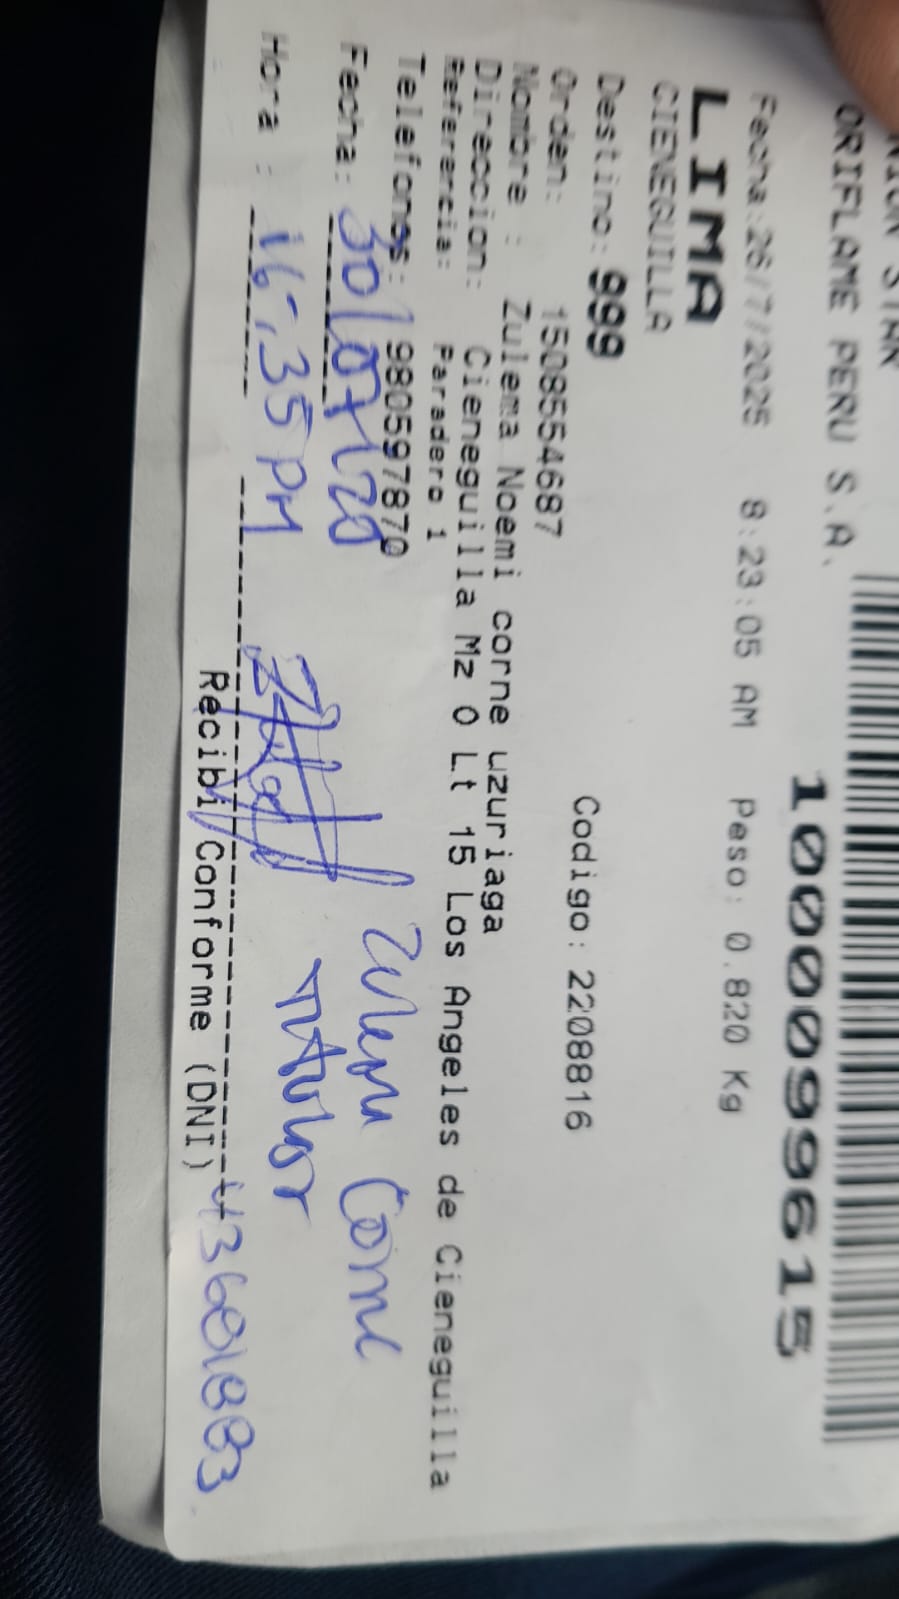 ORIFLAME PERU S.A.
1000099615
Fecha:26/7/2025 8:23:05 AM Peso: 0.820 Kg
LIMA
CIENEGUILLA
Destino: 999 Codigo: 2208816
Orden: 1508554687
Nombre : Zulema Noemi corne uzuriaga
Direccion: Cieneguilla Mz O Lt 15 Los Angeles de Cieneguilla
Referencia: Paradero 1
Telefonos: 980597870
Fecha: 30/07/20 Zulema Corne
Hora : 16:35 PM Titular
Recibi Conforme (DNI) 43601883